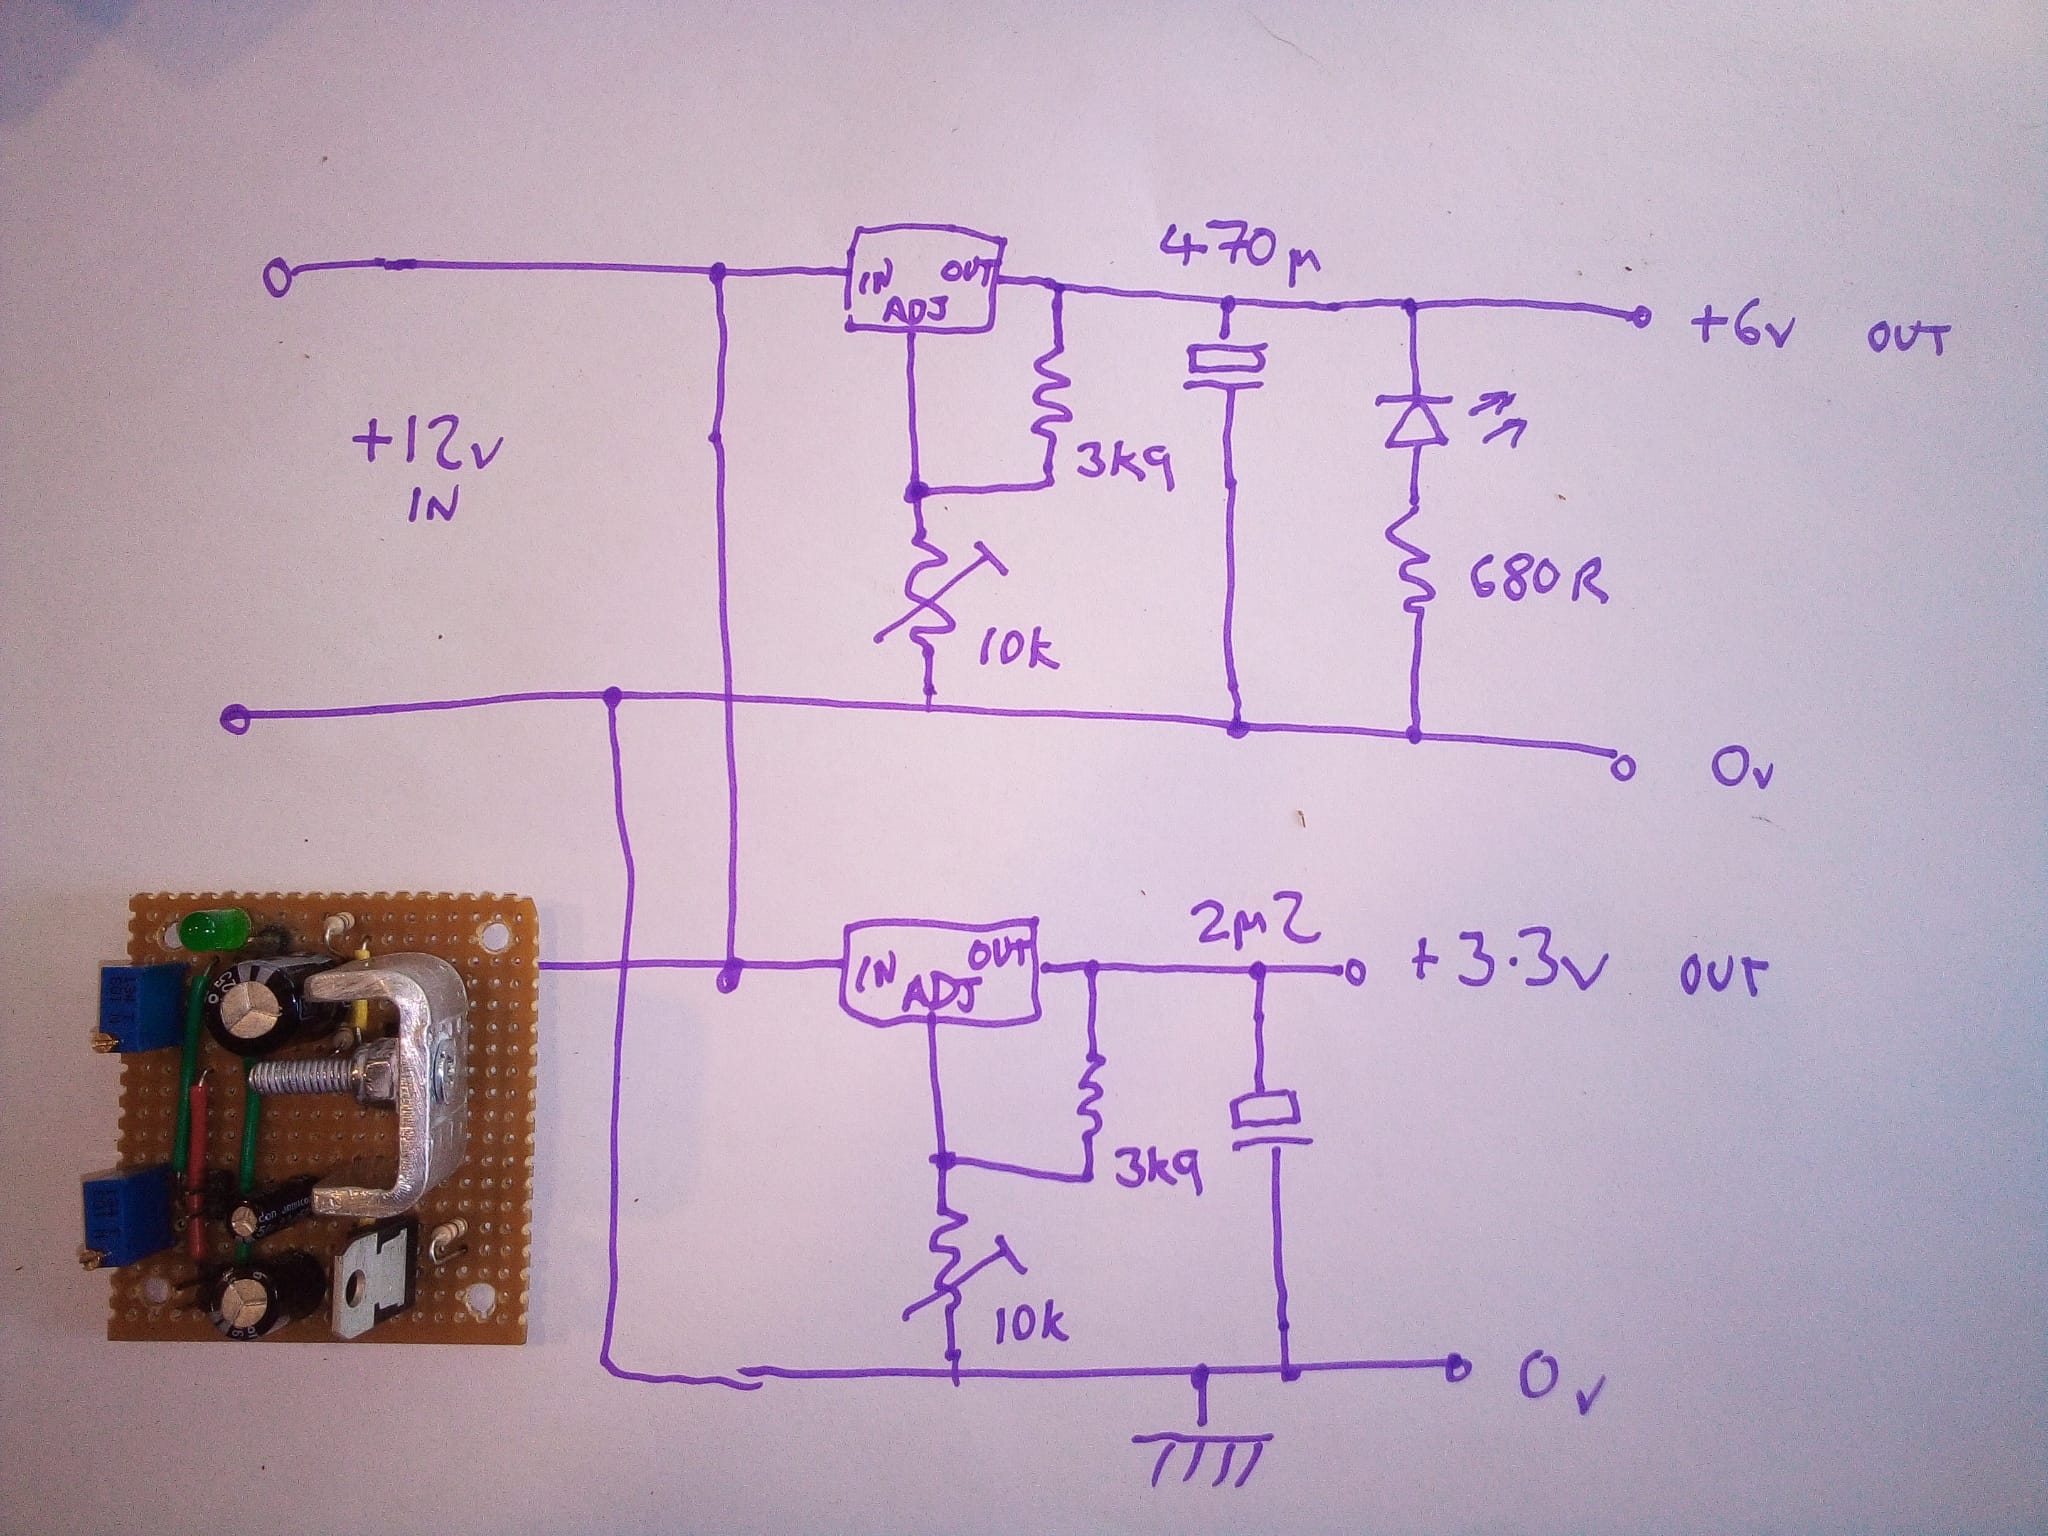 470µ
IN OUT
ADJ
+6v OUT
+12v
IN
3k9
680R
10k
0v
2µ2
IN OUT
ADJ
+3.3v OUT
3k9
10k
0v